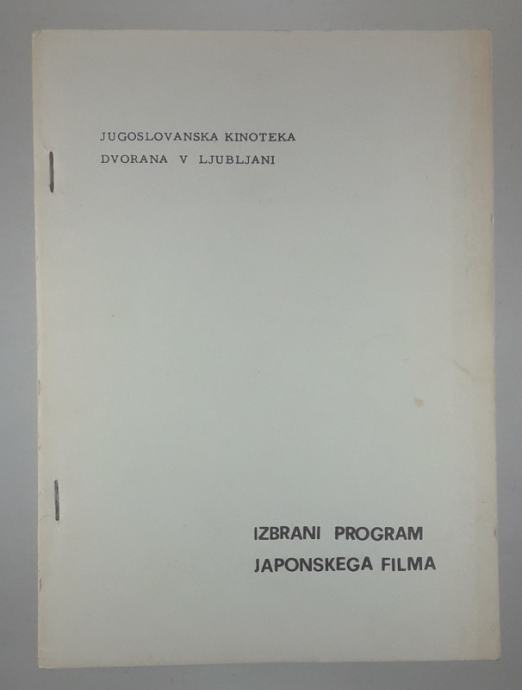 JUGOSLOVANSKA KINOTEKA
DVORANA V LJUBLJANI
IZBRANI PROGRAM
JAPONSKEGA FILMA